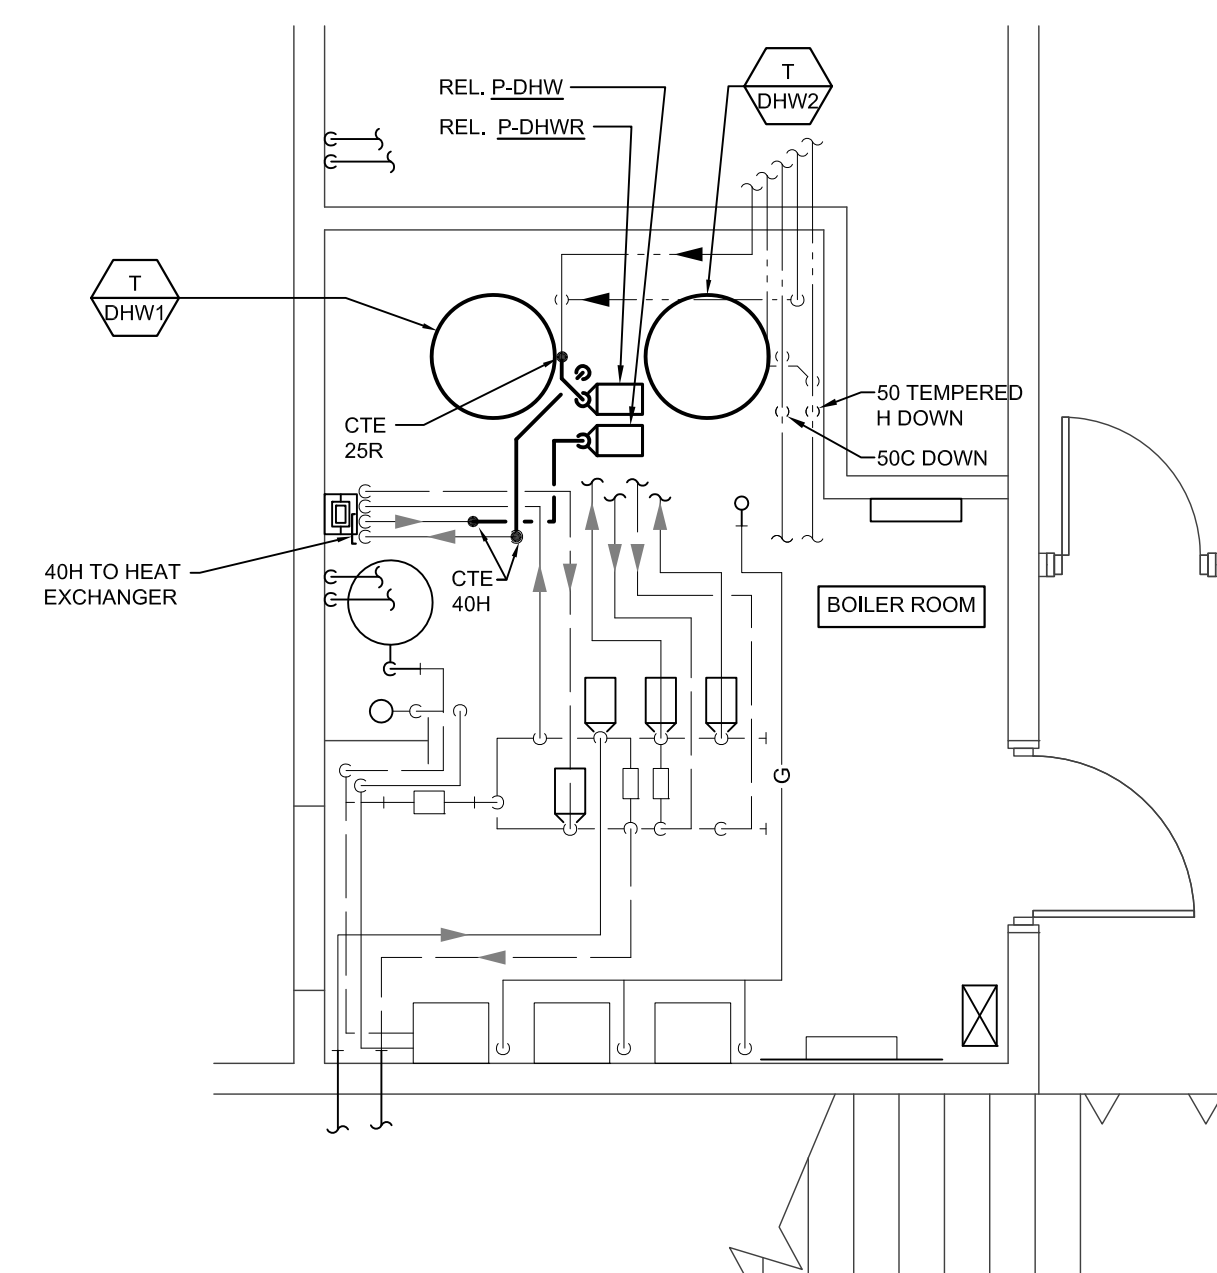 REL. P-DHW
REL. P-DHWR
T
DHW2
T
DHW1
CTE
25R
50 TEMPERED
H DOWN
50C DOWN
40H TO HEAT
EXCHANGER
CTE
40H
BOILER ROOM
G